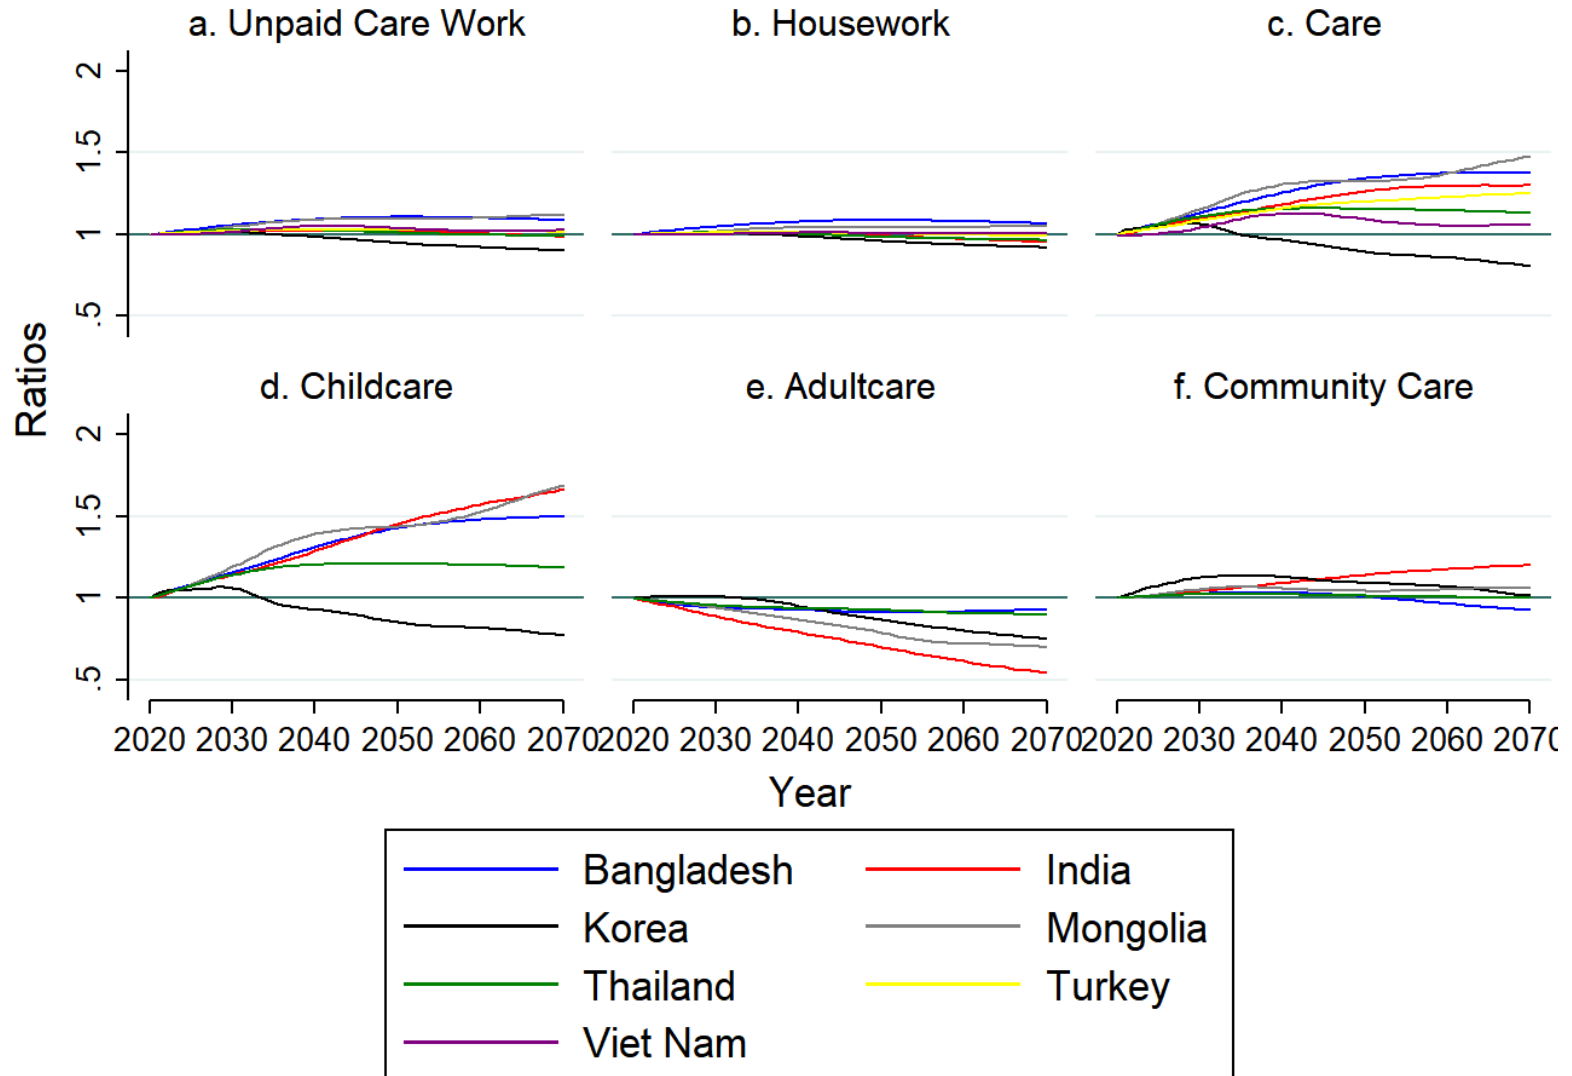 a. Unpaid Care Work
b. Housework
c. Care
2
1.5
1
.5
d. Childcare
e. Adultcare
f. Community Care
2
1.5
1
.5
Ratios
2020 2030 2040 2050 2060 2070
2020 2030 2040 2050 2060 2070
2020 2030 2040 2050 2060 2070
Year
Bangladesh India
Korea Mongolia
Thailand Turkey
Viet Nam